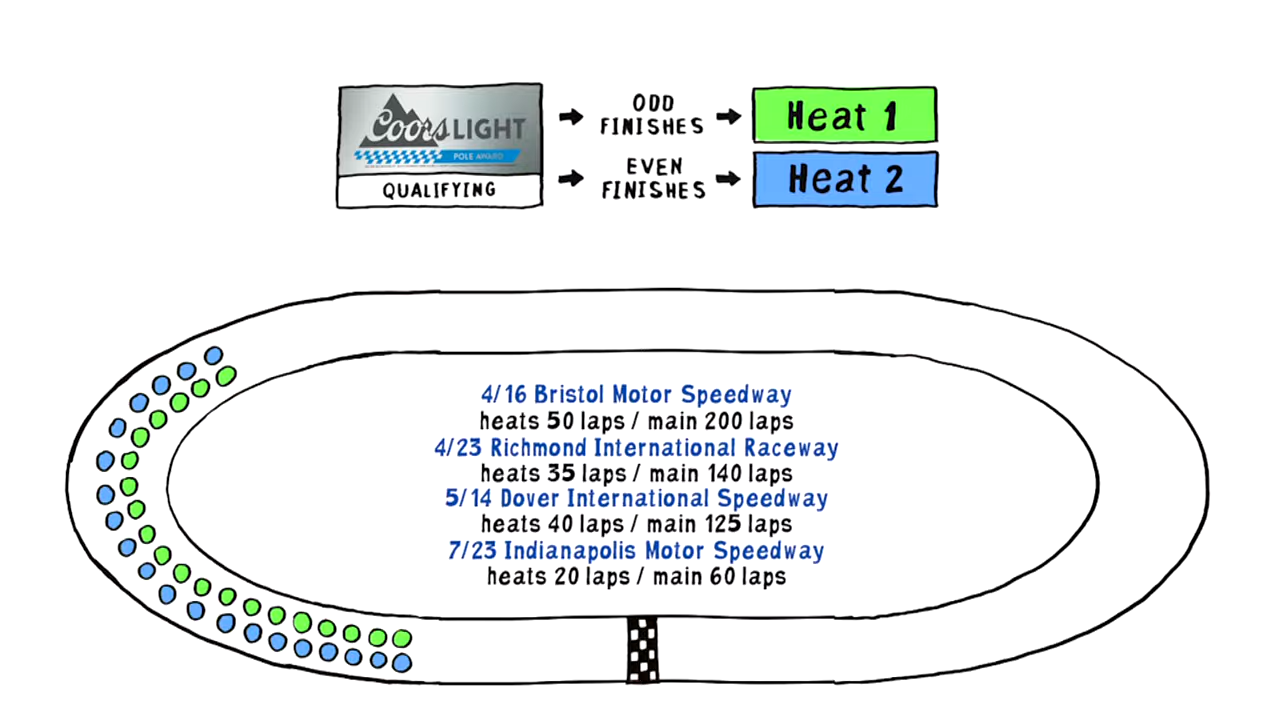 Coors LIGHT
POLE AWARD
QUALIFYING
ODD
FINISHES
Heat 1
EVEN
FINISHES
Heat 2
4/16 Bristol Motor Speedway
heats 50 laps / main 200 laps
4/23 Richmond International Raceway
heats 35 laps / main 140 laps
5/14 Dover International Speedway
heats 40 laps / main 125 laps
7/23 Indianapolis Motor Speedway
heats 20 laps / main 60 laps